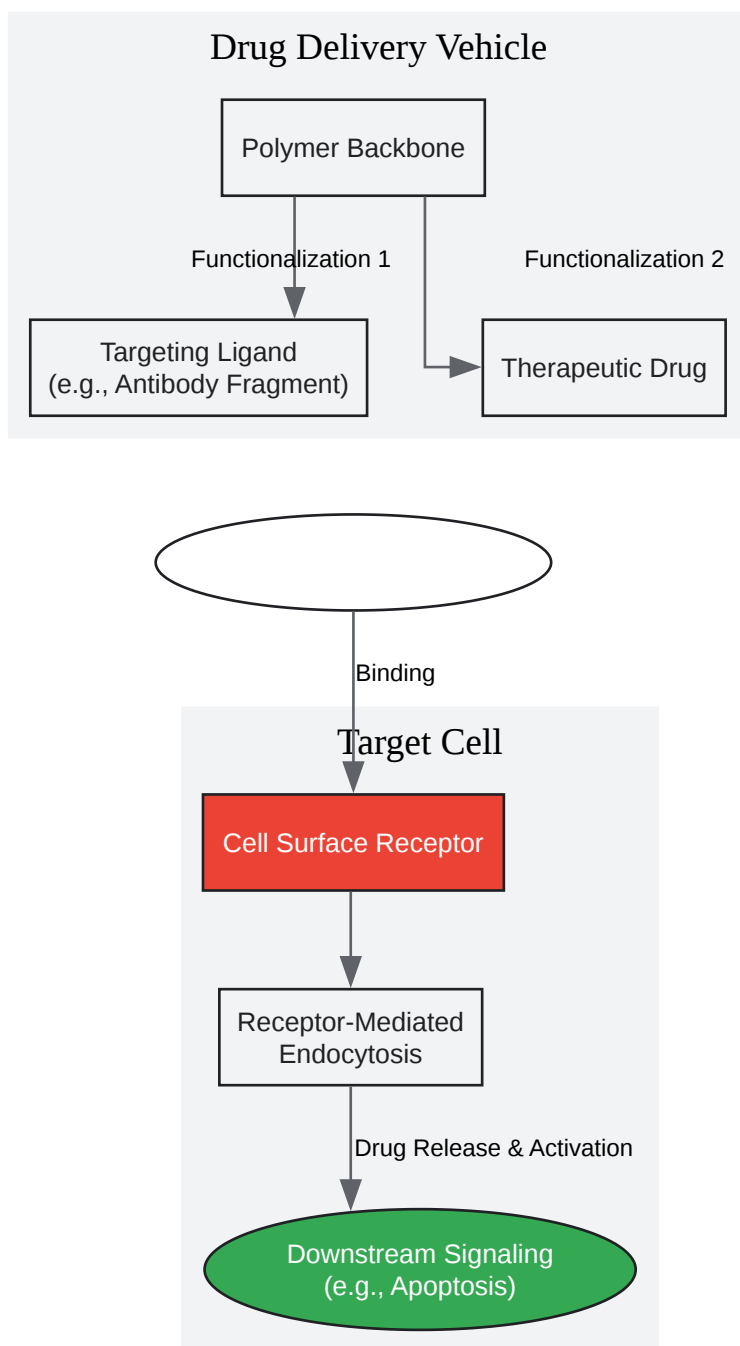 Drug Delivery Vehicle
Polymer Backbone
Functionalization 1
Functionalization 2
Targeting Ligand
(e.g., Antibody Fragment)
Therapeutic Drug
Binding
Target Cell
Cell Surface Receptor
Receptor-Mediated
Endocytosis
Drug Release & Activation
Downstream Signaling
(e.g., Apoptosis)